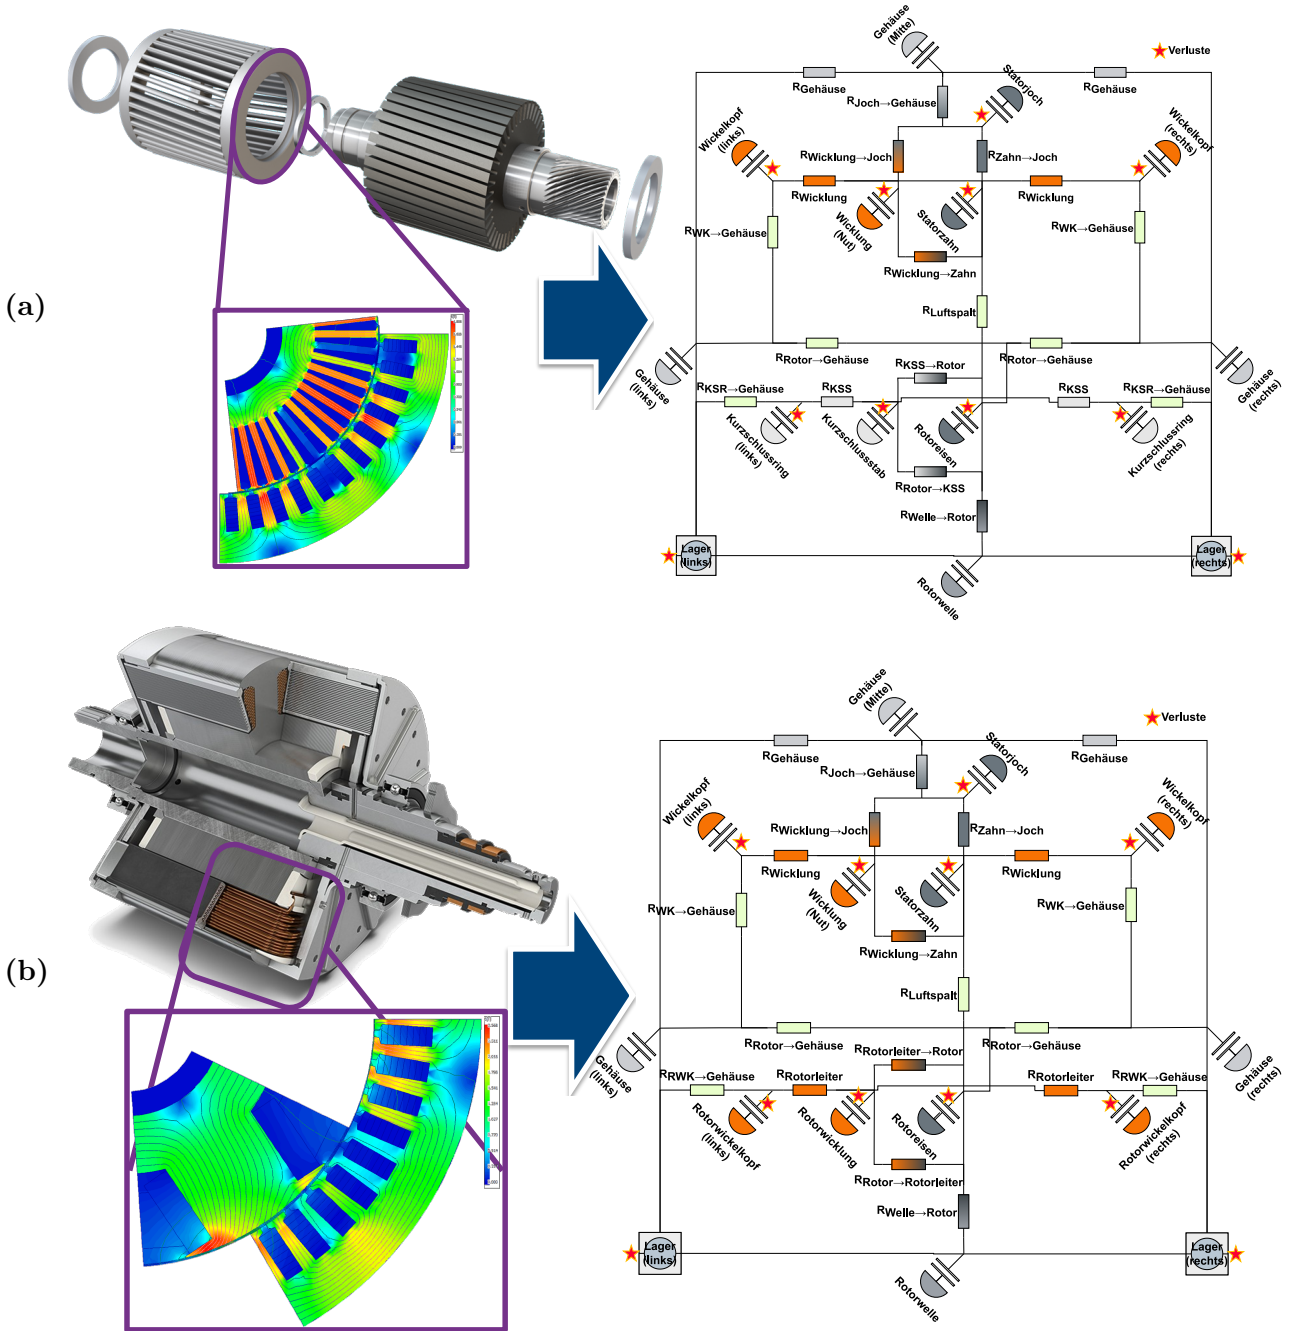 (a)
Gehäuse
(Mitte)
Verluste
RGehäuse
RGehäuse
Statorjoch
RJoch→Gehäuse
Wickelkopf
(links)
Wickelkopf
(rechts)
RWicklung→Joch
RZahn→Joch
RWicklung
RWicklung
Wicklung
(Nut)
Statorzahn
RWK→Gehäuse
RWK→Gehäuse
RWicklung→Zahn
RLuftspalt
RRotor→Gehäuse
RRotor→Gehäuse
Gehäuse
(links)
Gehäuse
(rechts)
RKSS→Rotor
RKSR→Gehäuse
RKSS
RKSS
RKSR→Gehäuse
Kurzschlussring
(links)
Kurzschlussstab
Rotoreisen
Kurzschlussring
(rechts)
RRotor→KSS
RWelle→Rotor
Lager
(links)
Lager
(rechts)
Rotorwelle
(b)
Gehäuse
(Mitte)
Verluste
RGehäuse
RGehäuse
Statorjoch
RJoch→Gehäuse
Wickelkopf
(links)
Wickelkopf
(rechts)
RWicklung→Joch
RZahn→Joch
RWicklung
RWicklung
Wicklung
(Nut)
Statorzahn
RWK→Gehäuse
RWK→Gehäuse
RWicklung→Zahn
RLuftspalt
RRotor→Gehäuse
RRotor→Gehäuse
Gehäuse
(links)
Gehäuse
(rechts)
RRotorleiter→Rotor
RRWK→Gehäuse
RRotorleiter
RRotorleiter
RRWK→Gehäuse
Rotorwickelkopf
(links)
Rotorwicklung
Rotoreisen
Rotorwickelkopf
(rechts)
RRotor→Rotorleiter
RWelle→Rotor
Lager
(links)
Lager
(rechts)
Rotorwelle